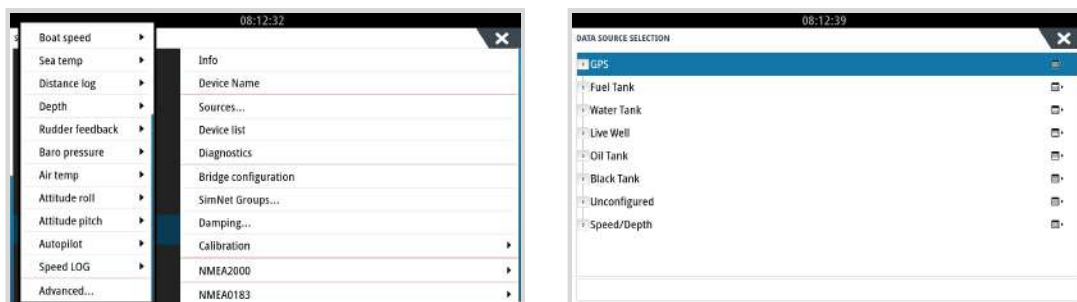 08:12:32
S
Boat speed
Sea temp
Distance log
Depth
Rudder feedback
Baro pressure
Air temp
Attitude roll
Attitude pitch
Autopilot
Speed LOG
Advanced...
Info
Device Name
Sources...
Device list
Diagnostics
Bridge configuration
SimNet Groups...
Damping...
Calibration
NMEA2000
NMEA0183
08:12:39
DATA SOURCE SELECTION
GPS
Fuel Tank
Water Tank
Live Well
Oil Tank
Black Tank
Unconfigured
Speed/Depth